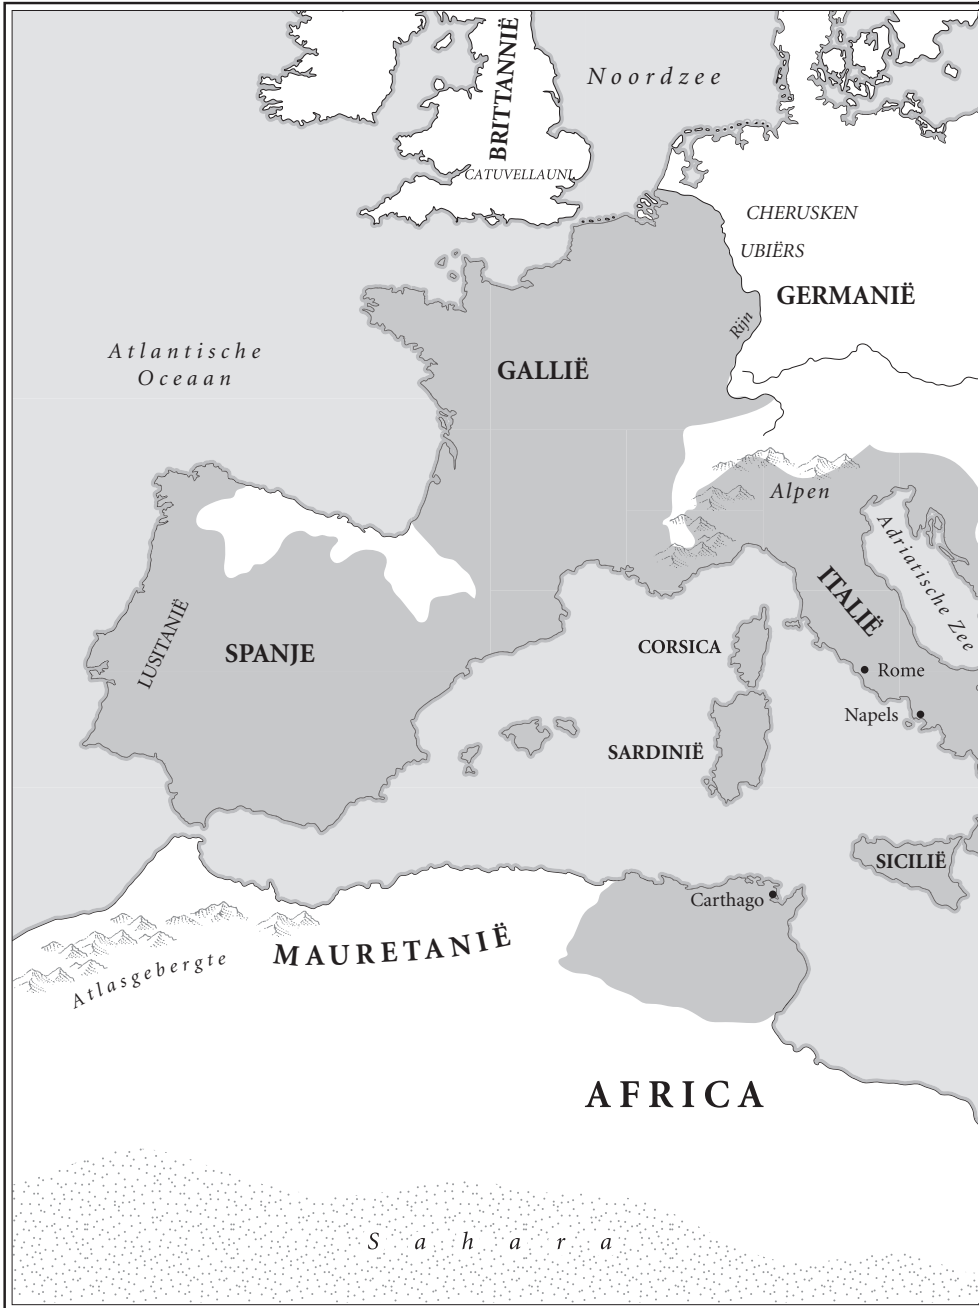 Noordzee
BRITTANNIË
CATUVELLAUNI
CHERUSKEN
UBIËRS
GERMANIË
Rijn
Atlantische
Oceaan
GALLIË
Alpen
Adriatische Zee
ITALIË
LUSITANIË
SPANJE
CORSICA
Rome
Napels
SARDINIË
SICILIË
Carthago
MAURETANIË
Atlasgebergte
AFRICA
Sahara